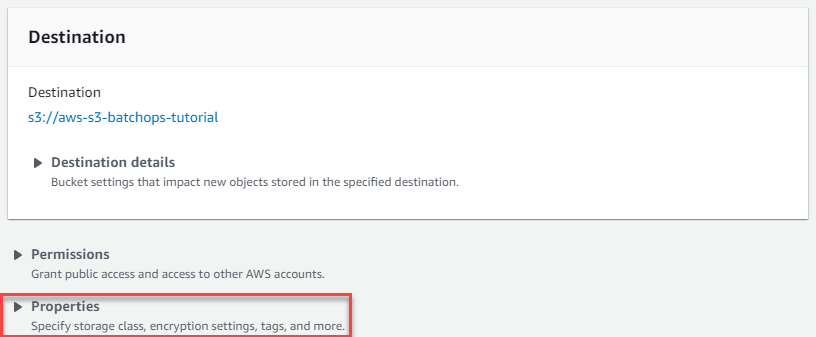 Destination
Destination
s3://aws-s3-batchops-tutorial
Destination details
Bucket settings that impact new objects stored in the specified destination.
Permissions
Grant public access and access to other AWS accounts.
Properties
Specify storage class, encryption settings, tags, and more.